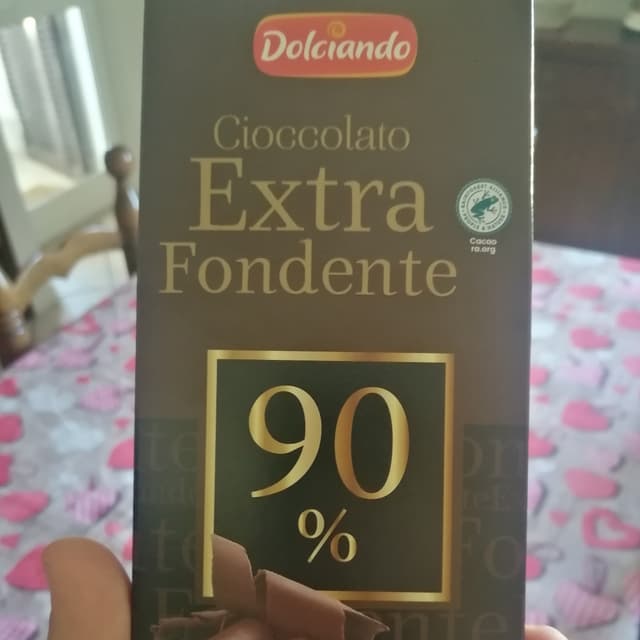 Dolciando
Cioccolato
Extra
Fondente
Cacao
ra.org
90
%